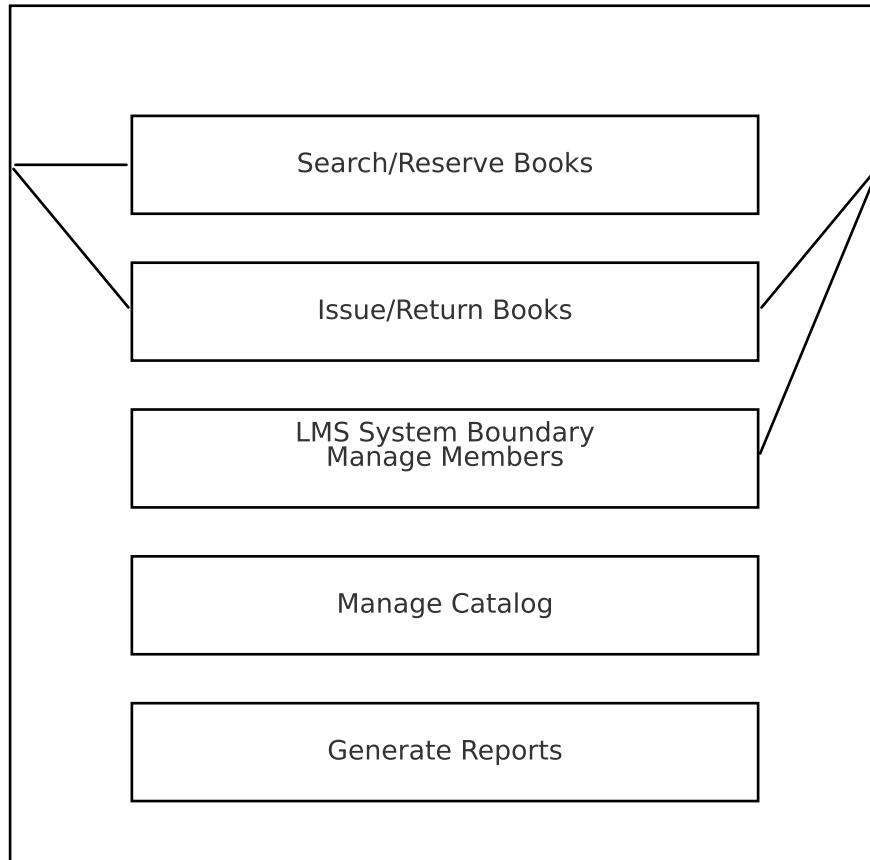 Search/Reserve Books
Issue/Return Books
LMS System Boundary
Manage Members
Manage Catalog
Generate Reports